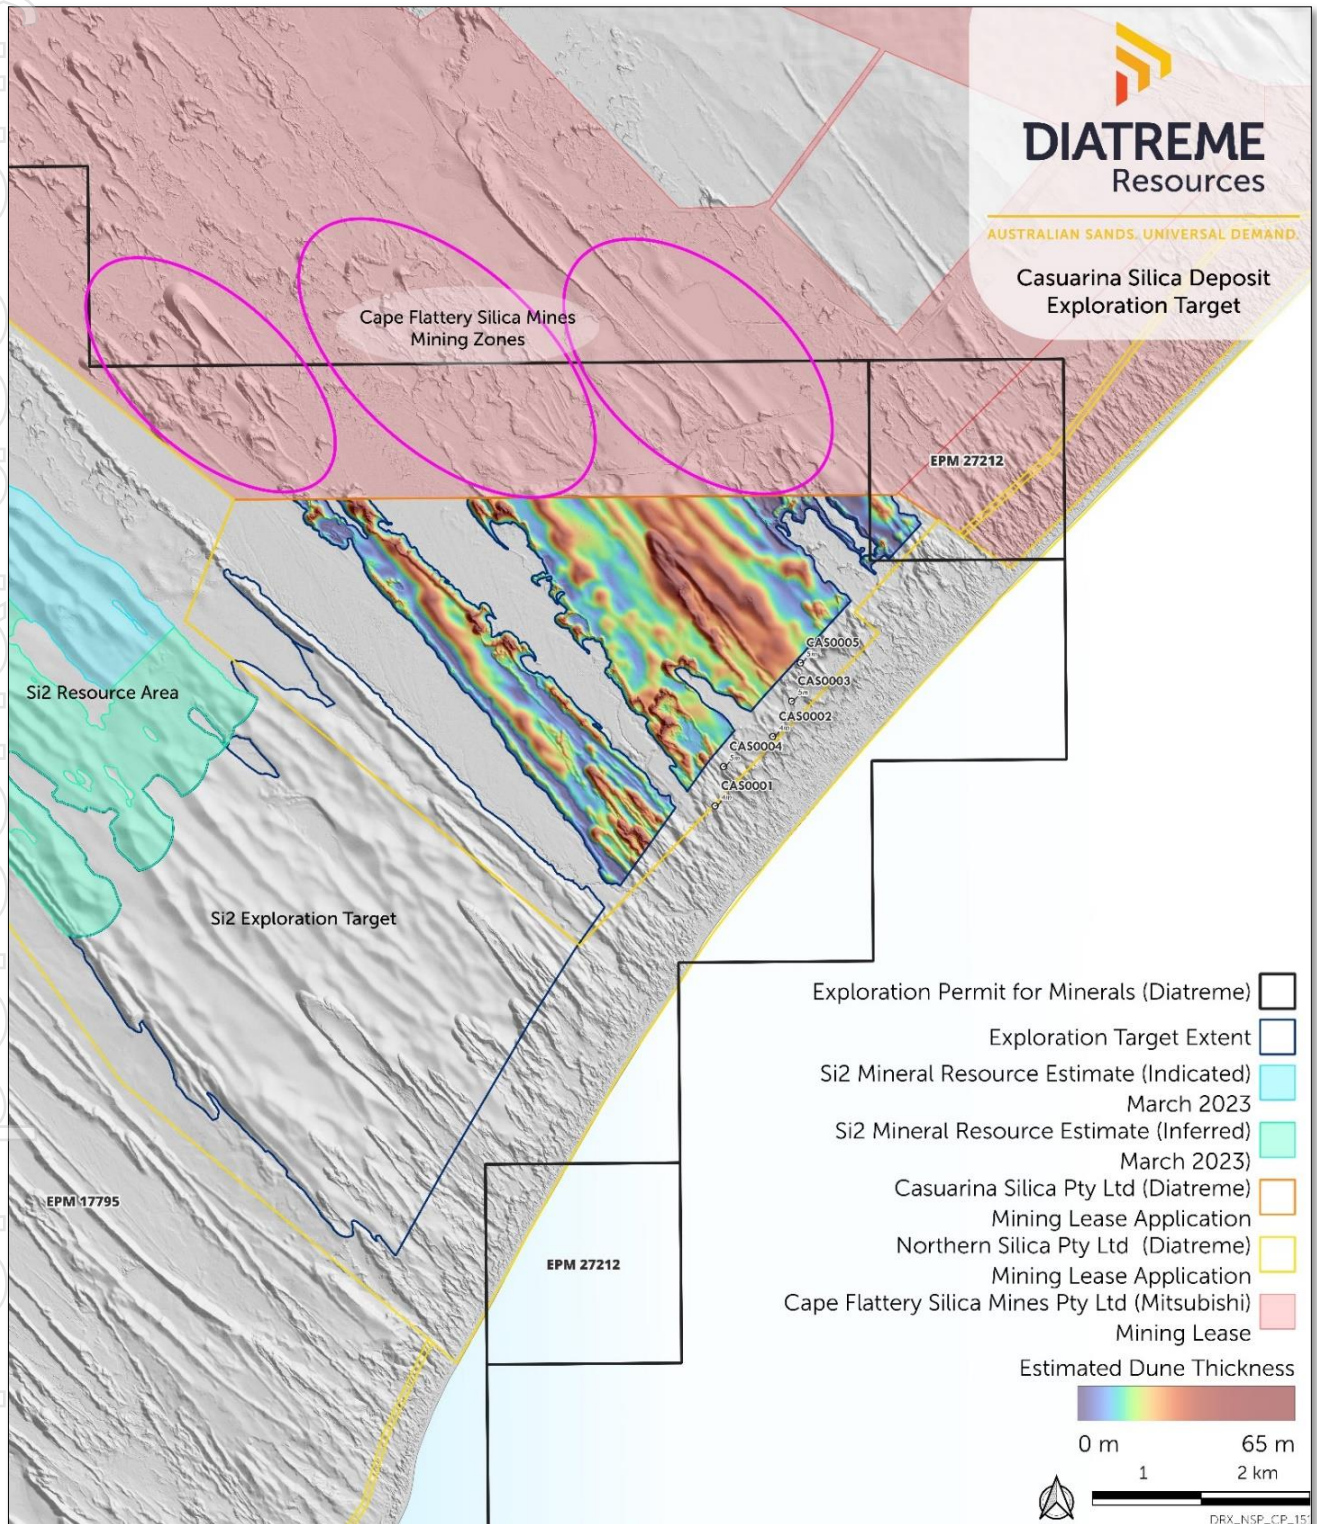 DIATREME
Resources
AUSTRALIAN SANDS. UNIVERSAL DEMAND.
Casuarina Silica Deposit
Exploration Target
Cape Flattery Silica Mines
Mining Zones
EPM 27212
CAS0005
5m
CAS0003
5m
CAS0002
4m
CAS0004
CAS0001
Si2 Resource Area
Si2 Exploration Target
EPM 17795
EPM 27212
Exploration Permit for Minerals (Diatreme)
Exploration Target Extent
Si2 Mineral Resource Estimate (Indicated)
March 2023
Si2 Mineral Resource Estimate (Inferred)
March 2023)
Casuarina Silica Pty Ltd (Diatreme)
Mining Lease Application
Northern Silica Pty Ltd (Diatreme)
Mining Lease Application
Cape Flattery Silica Mines Pty Ltd (Mitsubishi)
Mining Lease
Estimated Dune Thickness
0 m 65 m
1 2 km